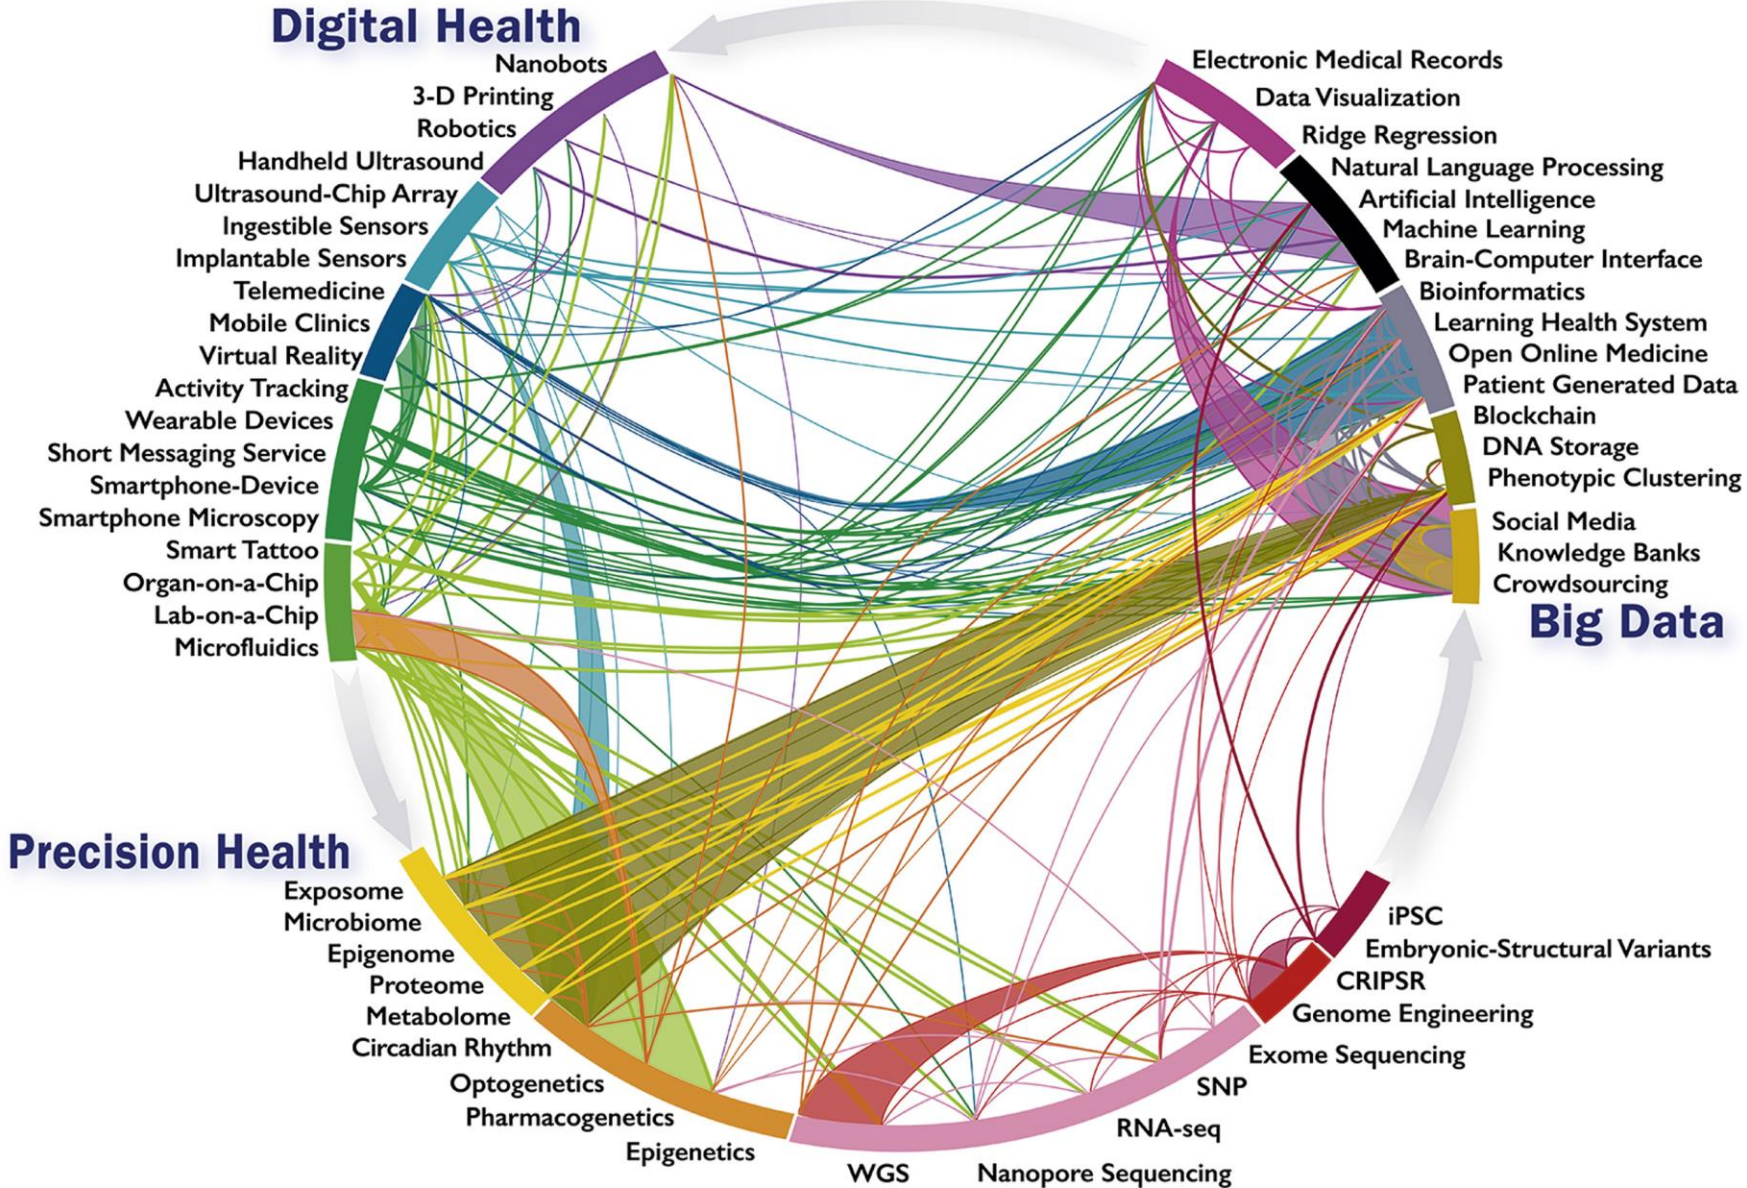 Digital Health
Nanobots
3-D Printing
Robotics
Handheld Ultrasound
Ultrasound-Chip Array
Ingestible Sensors
Implantable Sensors
Telemedicine
Mobile Clinics
Virtual Reality
Activity Tracking
Wearable Devices
Short Messaging Service
Smartphone-Device
Smartphone Microscopy
Smart Tattoo
Organ-on-a-Chip
Lab-on-a-Chip
Microfluidics
Precision Health
Exposome
Microbiome
Epigenome
Proteome
Metabolome
Circadian Rhythm
Optogenetics
Pharmacogenetics
Epigenetics
WGS
Nanopore Sequencing
RNA-seq
SNP
Exome Sequencing
Genome Engineering
CRIPSR
Embryonic-Structural Variants
iPSC
Electronic Medical Records
Data Visualization
Ridge Regression
Natural Language Processing
Artificial Intelligence
Machine Learning
Brain-Computer Interface
Bioinformatics
Learning Health System
Open Online Medicine
Patient Generated Data
Blockchain
DNA Storage
Phenotypic Clustering
Social Media
Knowledge Banks
Crowdsourcing
Big Data